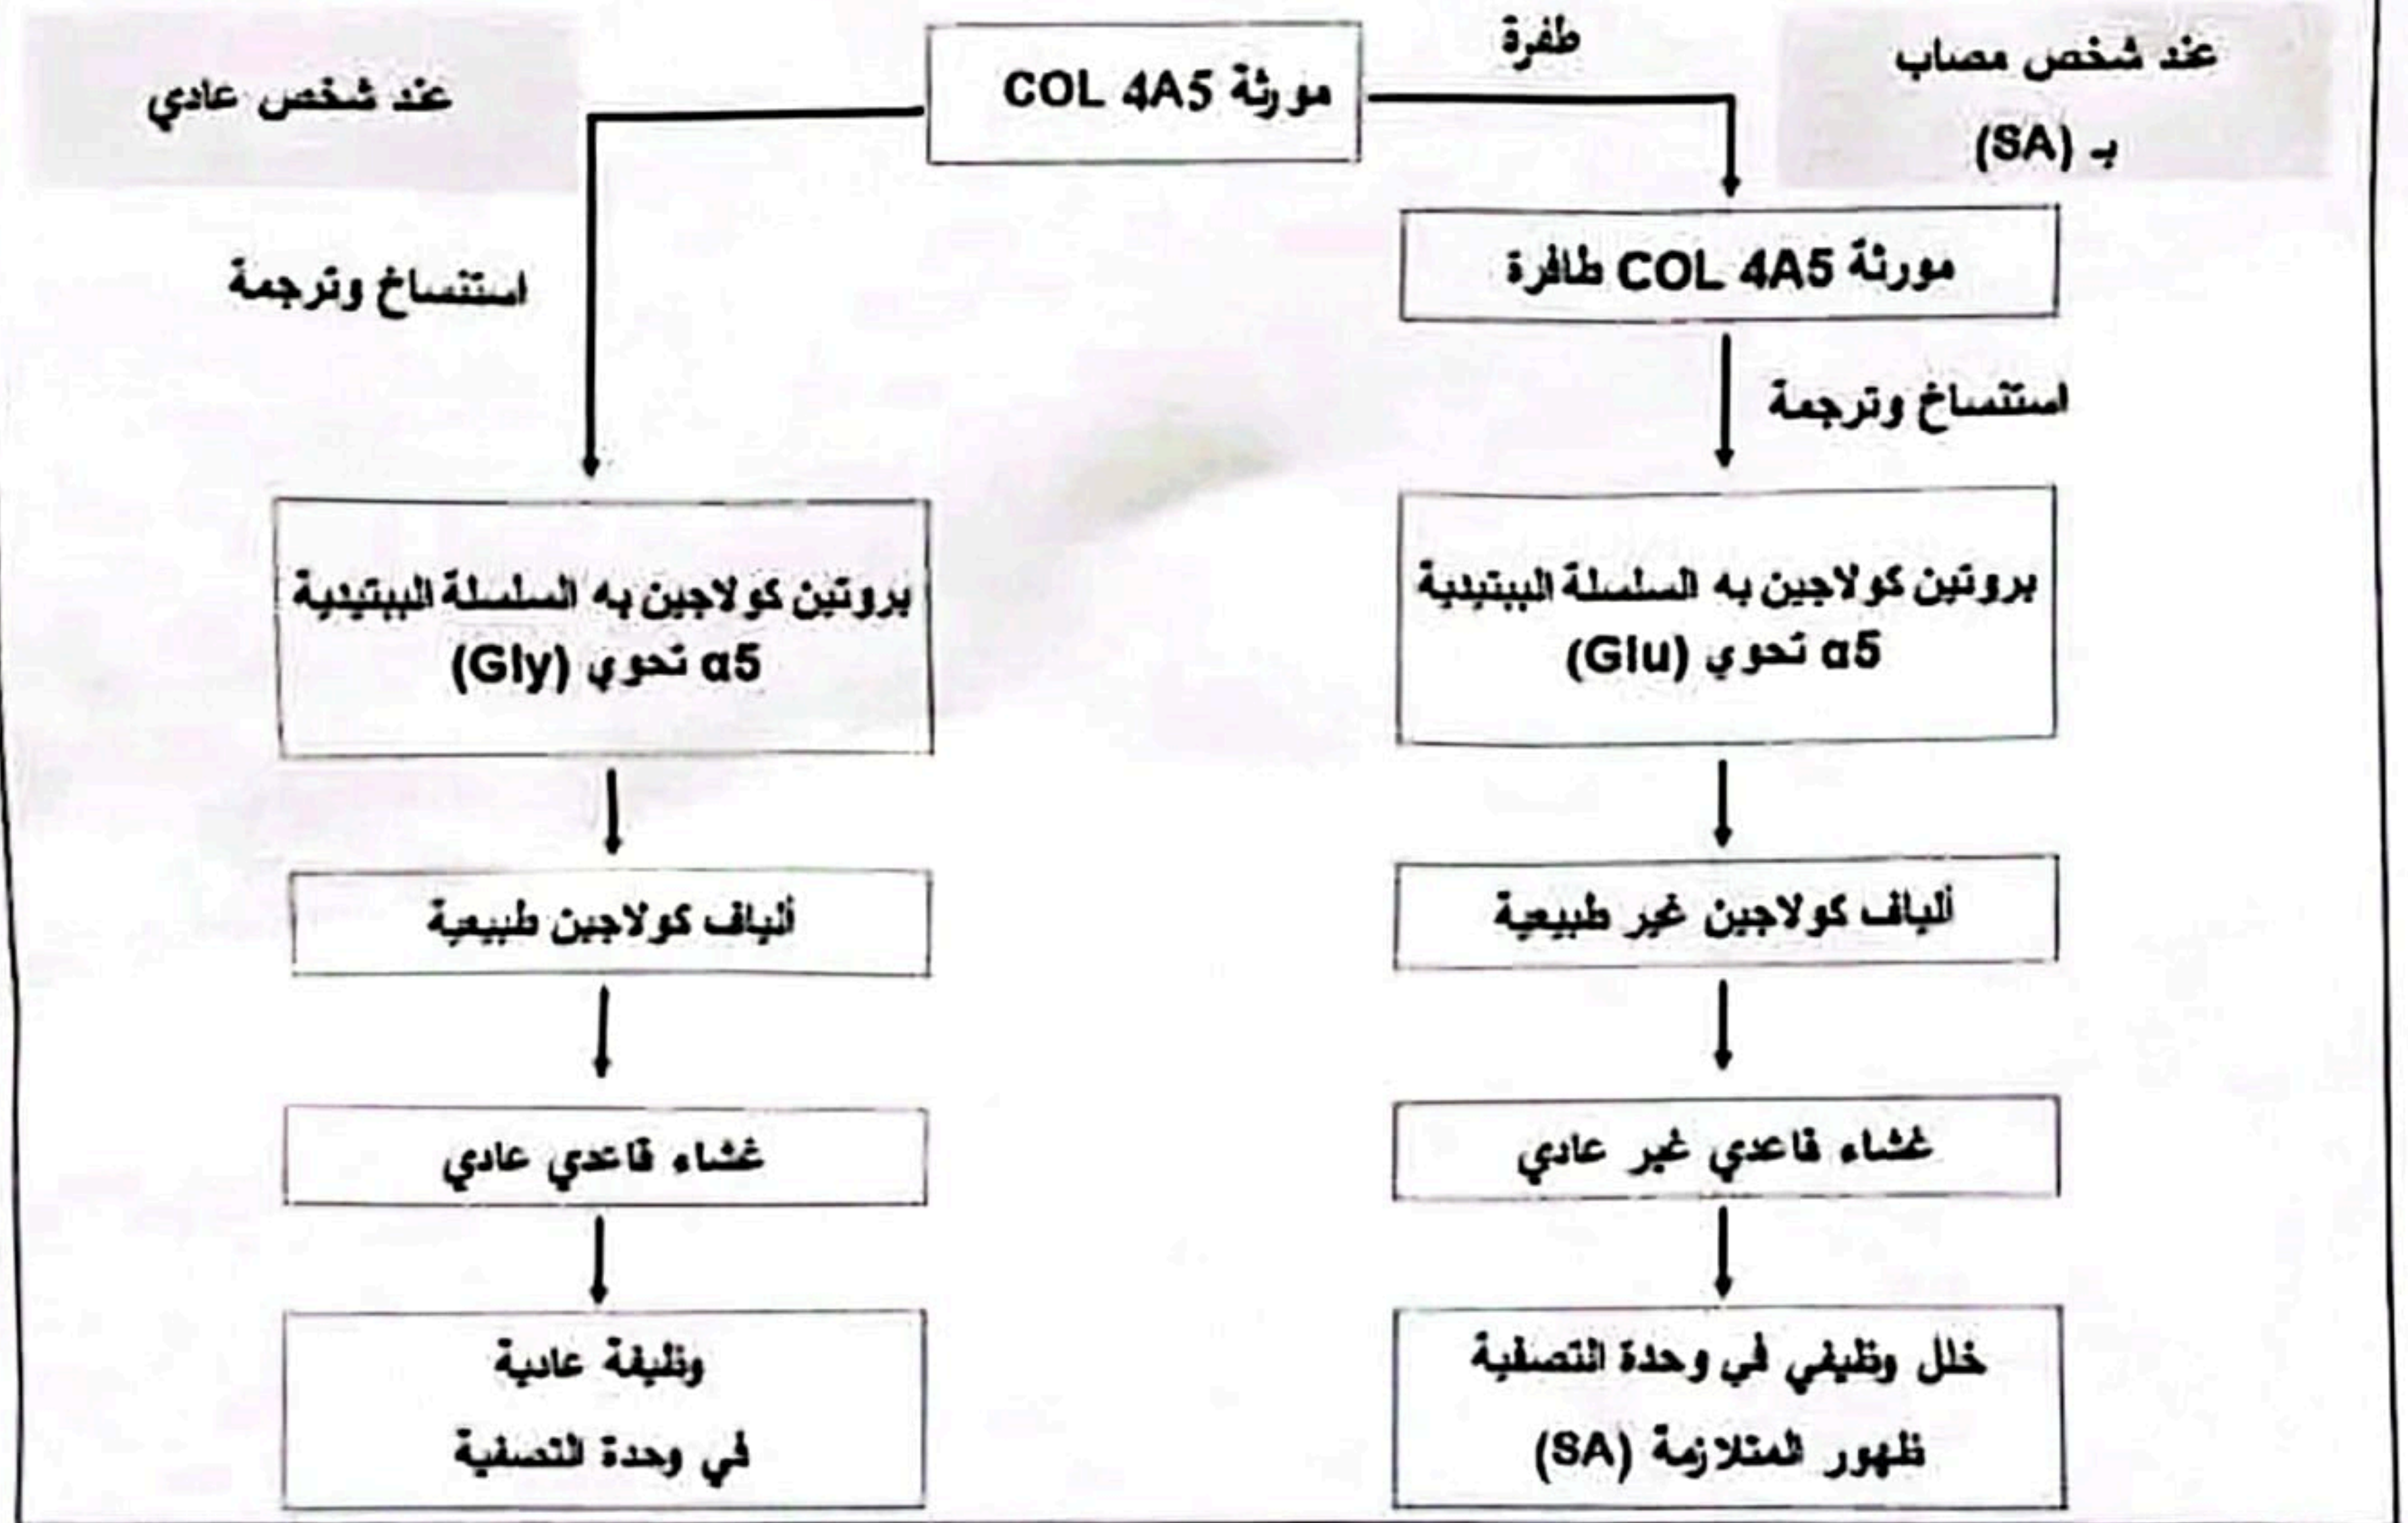 عند شخص مصاب
بـ (SA)
طفرة
مورثة COL 4A5
عند شخص عادي
مورثة COL 4A5 طافرة
استنساخ وترجمة
استنساخ وترجمة
بروتين كولاجين به السلسلة الببتيدية
α5 تحوي (Glu)
بروتين كولاجين به السلسلة الببتيدية
α5 تحوي (Gly)
ألياف كولاجين غير طبيعية
ألياف كولاجين طبيعية
غشاء قاعدي غير عادي
غشاء قاعدي عادي
خلل وظيفي في وحدة التصفية
ظهور المتلازمة (SA)
وظيفة عادية
في وحدة التصفية